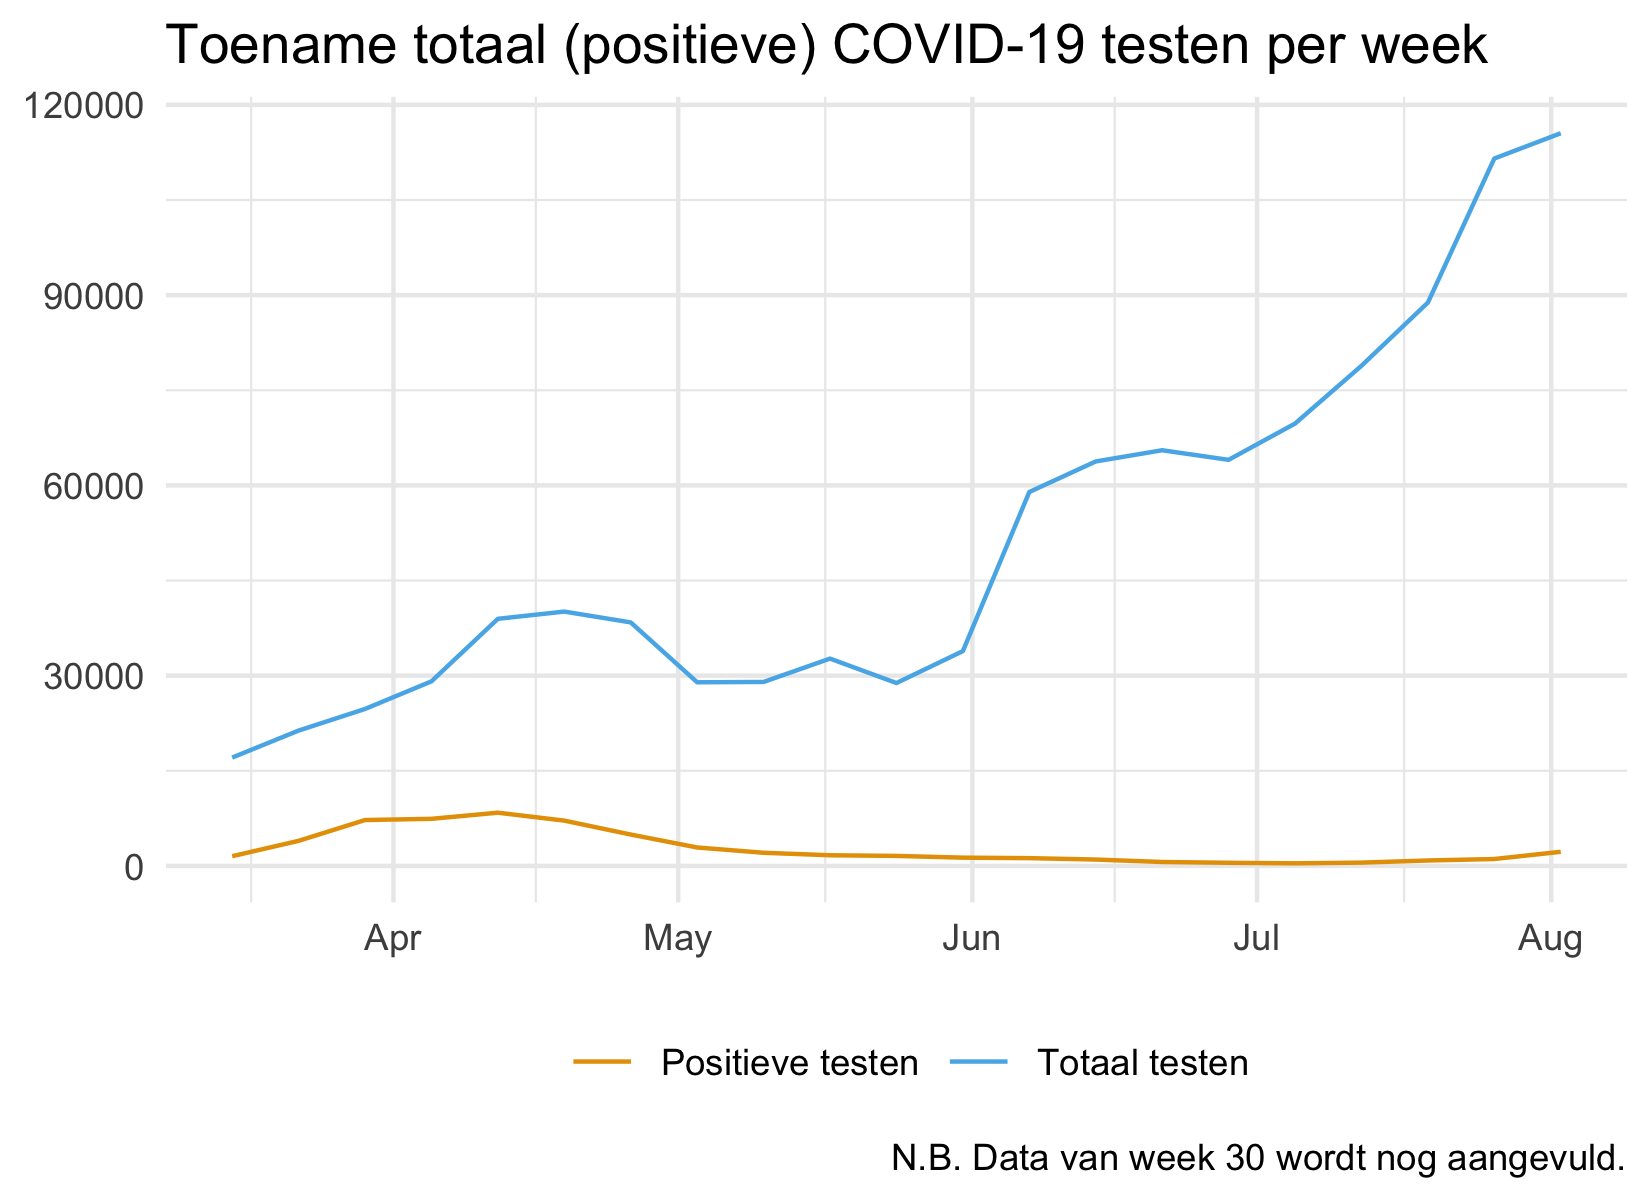 Toename totaal (positieve) COVID-19 testen per week
120000
90000
60000
30000
0
Apr May Jun Jul Aug
Positieve testen Totaal testen
N.B. Data van week 30 wordt nog aangevuld.